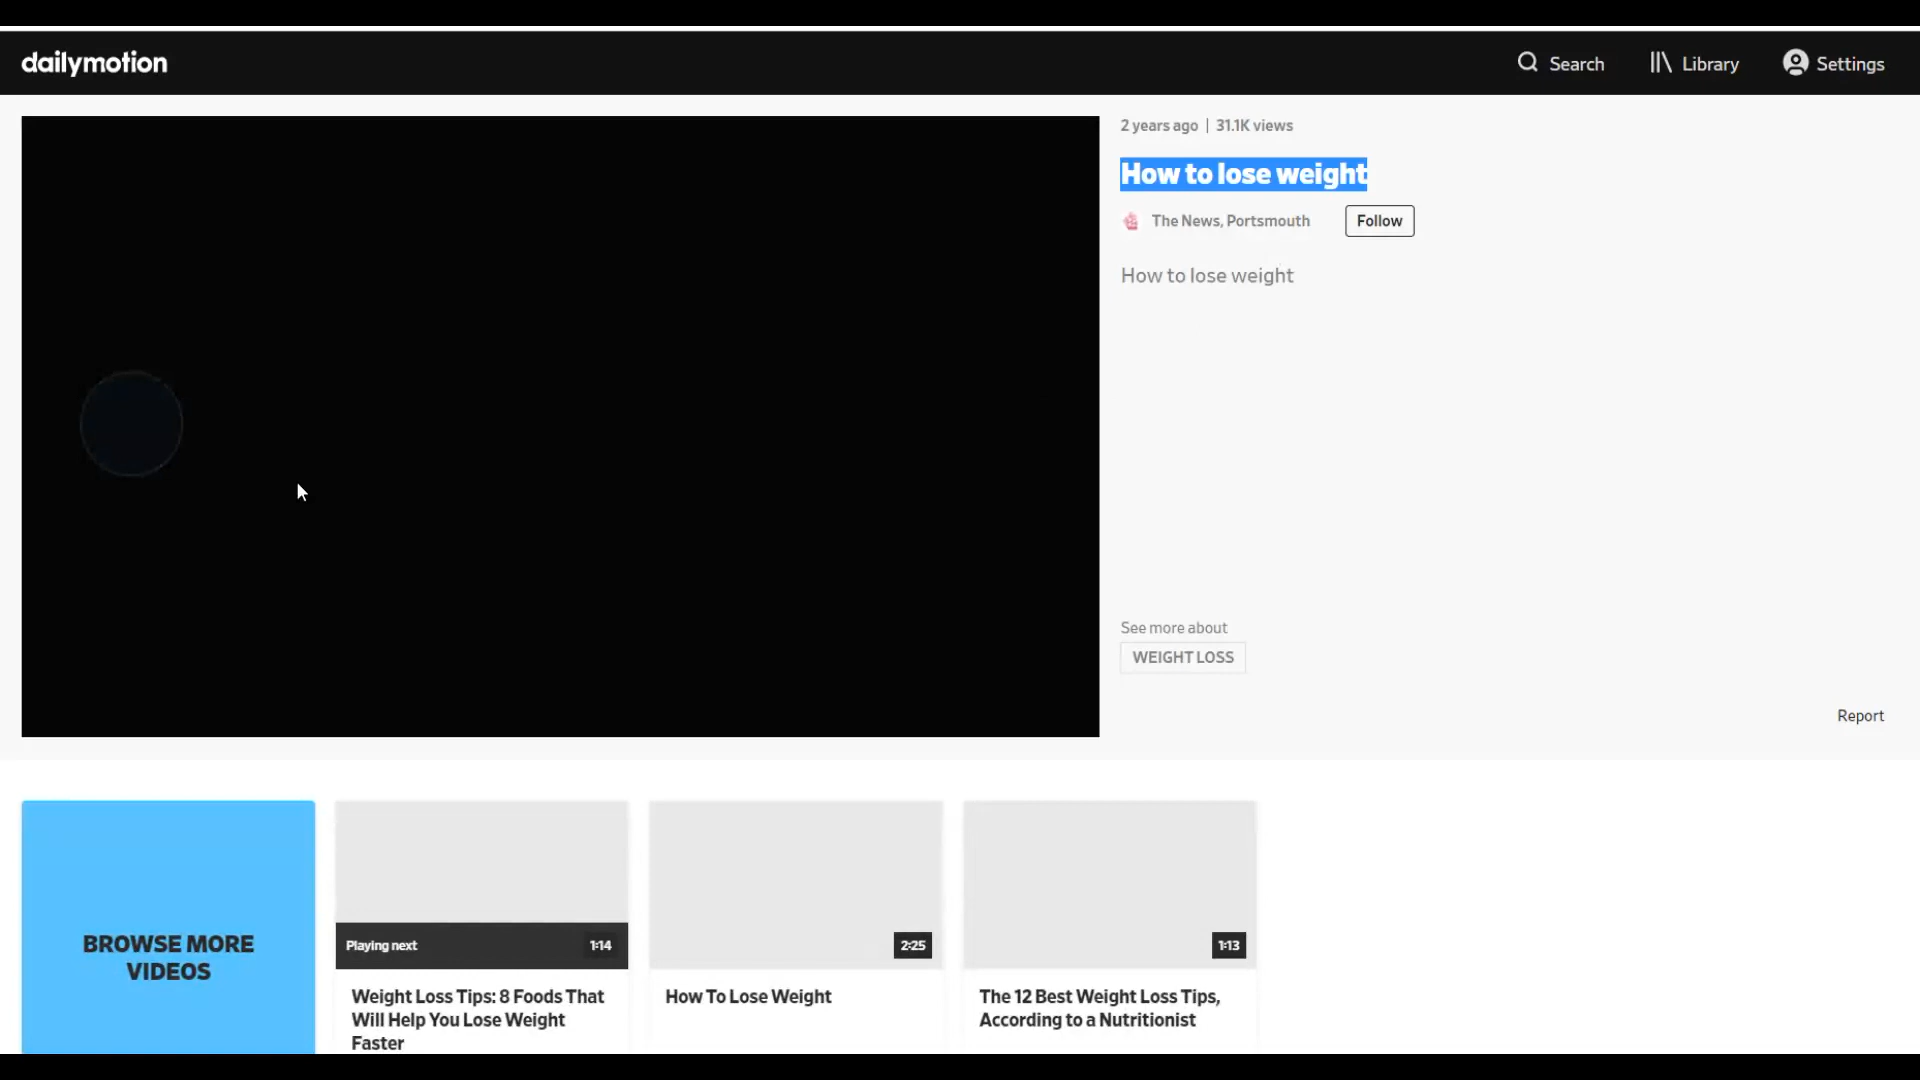 dailymotion
Search
Library
Settings
2 years ago | 31.1K views
How to lose weight
The News, Portsmouth
Follow
How to lose weight
See more about
WEIGHT LOSS
Report
BROWSE MORE
VIDEOS
Playing next
1:14
Weight Loss Tips: 8 Foods That
Will Help You Lose Weight
Faster
2:25
How To Lose Weight
1:13
The 12 Best Weight Loss Tips,
According to a Nutritionist